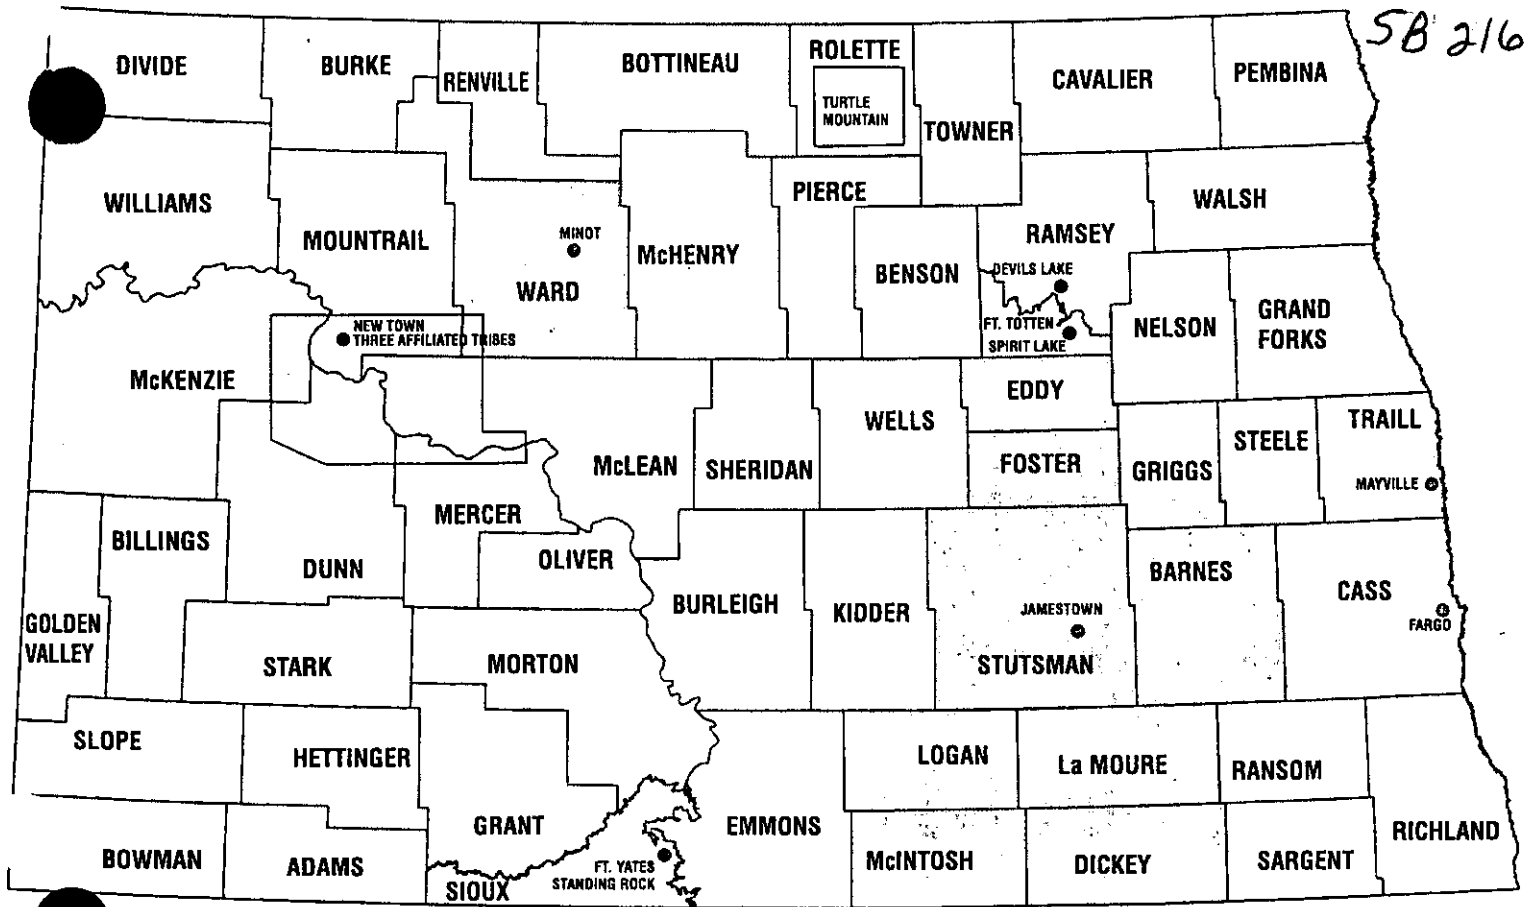 SB 216
DIVIDE
BURKE
RENVILLE
BOTTINEAU
ROLETTE
TURTLE
MOUNTAIN
TOWNER
CAVALIER
PEMBINA
WILLIAMS
MOUNTRAIL
MINOT
WARD
McHENRY
PIERCE
BENSON
RAMSEY
DEVILS LAKE
WALSH
FT. TOTTEN
SPIRIT LAKE
NELSON
GRAND
FORKS
NEW TOWN
THREE AFFILIATED TRIBES
McKENZIE
McLEAN
SHERIDAN
WELLS
EDDY
FOSTER
GRIGGS
STEELE
TRAILL
MAYVILLE
GOLDEN
VALLEY
BILLINGS
DUNN
MERCER
OLIVER
BURLEIGH
KIDDER
JAMESTOWN
STUTSMAN
BARNES
CASS
FARGO
STARK
MORTON
SLOPE
HETTINGER
GRANT
EMMONS
LOGAN
La MOURE
RANSOM
RICHLAND
BOWMAN
ADAMS
SIOUX
FT. YATES
STANDING ROCK
McINTOSH
DICKEY
SARGENT